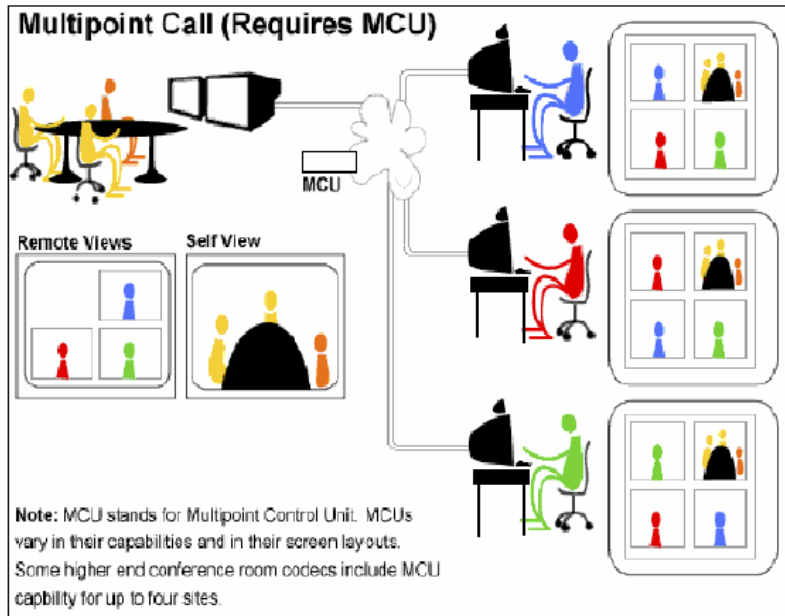 Multipoint Call (Requires MCU)
MCU
Remote Views
Self View
Note: MCU stands for Multipoint Control Unit. MCUs
vary in their capabilities and in their screen layouts.
Some higher end conference room codecs include MCU
capbility for up to four sites.